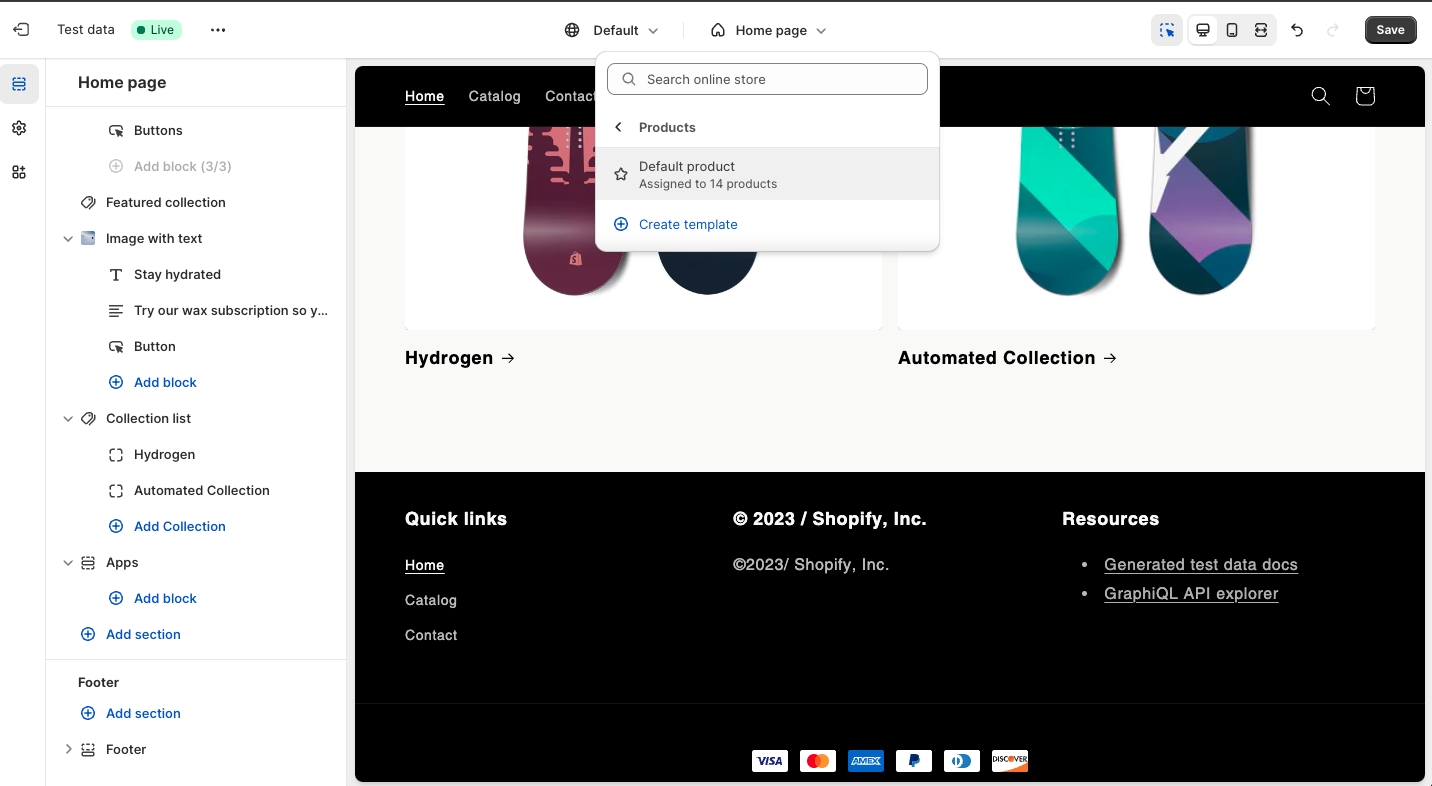 Test data
Live
Default
Home page
Save
Home page
Buttons
Add block (3/3)
Featured collection
Image with text
Stay hydrated
Try our wax subscription so y...
Button
Add block
Collection list
Hydrogen
Automated Collection
Add Collection
Apps
Add block
Add section
Footer
Add section
Footer
Search online store
Products
Default product
Assigned to 14 products
Create template
Home
Catalog
Contact
Hydrogen →
Automated Collection →
Quick links
Home
Catalog
Contact
© 2023 / Shopify, Inc.
©2023/ Shopify, Inc.
Resources
Generated test data docs
GraphiQL API explorer
VISA
AMEX
DISCOVER